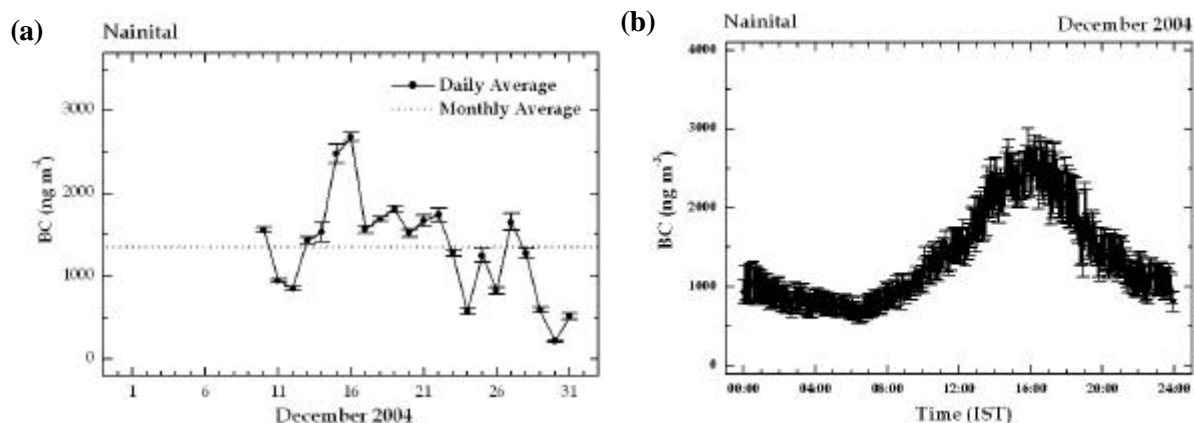 (a)
Nainital
Daily Average
Monthly Average
3000
2000
1000
0
BC (ng m⁻³)
1
6
11
16
21
26
31
December 2004
(b)
Nainital
December 2004
4000
3000
2000
1000
0
BC (ng m⁻³)
00:00
04:00
08:00
12:00
16:00
20:00
24:00
Time (IST)